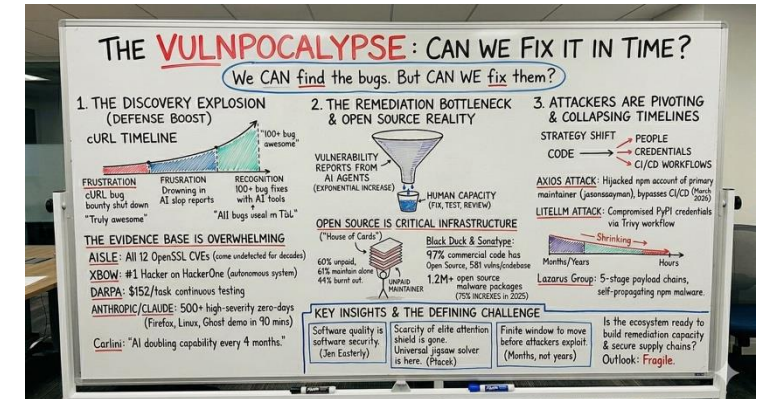 THE VULNPOCALYPSE: CAN WE FIX IT IN TIME?
We CAN find the bugs. But CAN WE fix them?
1. THE DISCOVERY EXPLOSION
(DEFENSE BOOST)
cURL TIMELINE
"100+ bug
awesome"
FRUSTRATION
cURL bug
bounty shut down
"Truly awesome"
FRUSRATION
Drowning in
AI slop reports
RECOGNITION
100+ bug fixes
with AI tools
"All bugs useal m TbL"
THE EVIDENCE BASE IS OVERWHELMING
AISLE: All 12 OpenSSL CVEs (come undetected for decades)
XBOW: #1 Hacker on HackerOne (autonomous system)
DARPA: $152/task continuous testing
ANTHROPIC/CLAUDE: 500+ high-severity zero-days
(Firefox, Linux, Ghost demo in 90 mins)
Carlini: "AI doubling capability every 4 months."
2. THE REMEDIATION BOTTLENECK
& OPEN SOURCE REALITY
VULNERABILITY
REPORTS FROM
AI AGENTS
(EXPONENTIAL INCREASE)
HUMAN CAPACITY
(FIX, TEST, REVIEW)
OPEN SOURCE IS CRITICAL INFRASTRUCTURE
("House of Cards")
60% unpaid,
61% maintain alone
44% burnt out.
UNPAID
MAINTAINER
Black Duck & Sonatype:
97% commercial code has
Open Source, 581 vulns/codebase
1.2M+ open source
malware packages
(75% INCREASES in 2025)
3. ATTACKERS ARE PIVOTING
& COLLAPSING TIMELINES
STRATEGY SHIFT
CODE
PEOPLE
CREDENTIALS
CI/CD WORKFLOWS
AXIOS ATTACK: Hijacked npm account of primary
maintainer (jasonssayman), bypasses CI/CD (March
2026)
LITELLM ATTACK: Compromised PyPI credentials
via Trivy workflow
Shrinking
Months/Years
Hours
Lazarus Group: 5-stage payload chains,
self-propagating npm malware.
KEY INSIGHTS & THE DEFINING CHALLENGE
Software quality is
software security.
(Jen Easterly)
Scarcity of elite attention
shield is gone.
Universal jigsaw solver
is here. (Ptacek)
Finite window to move
before attackers exploit.
(Months, not years)
Is the ecosystem ready to
build remediation capacity
& secure supply chains?
Outlook: Fragile.